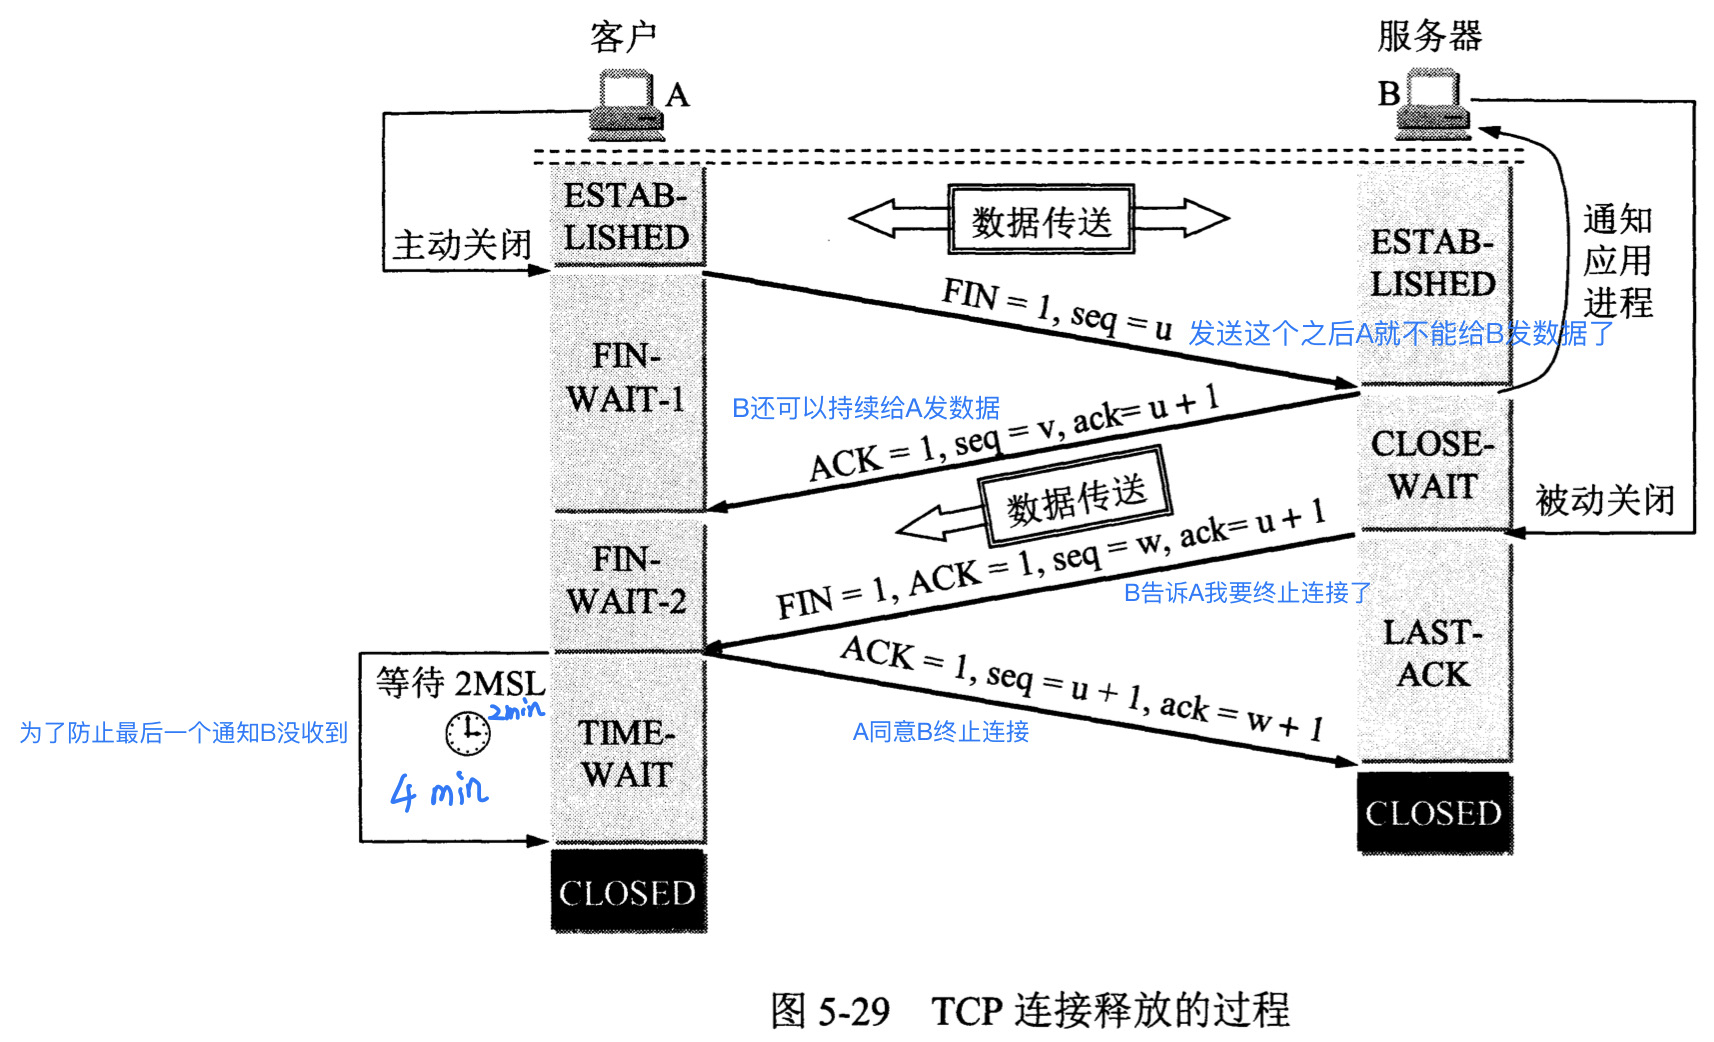 客户
服务器
A
B
ESTAB-
LISHED
数据传送
ESTAB-
LISHED
通知
应用
进程
主动关闭
FIN = 1, seq = u
发送这个之后A就不能给B发数据了
FIN-
WAIT-1
B还可以持续给A发数据
ACK = 1, seq = v, ack= u + 1
CLOSE-
WAIT
数据传送
被动关闭
FIN-
WAIT-2
FIN = 1, ACK = 1, seq = w, ack= u + 1
B告诉A我要终止连接了
LAST-
ACK
ACK = 1, seq = u + 1, ack = w + 1
等待 2MSL
2min
为了防止最后一个通知B没收到
4 min
TIME-
WAIT
A同意B终止连接
CLOSED
CLOSED
图 5-29 TCP 连接释放的过程